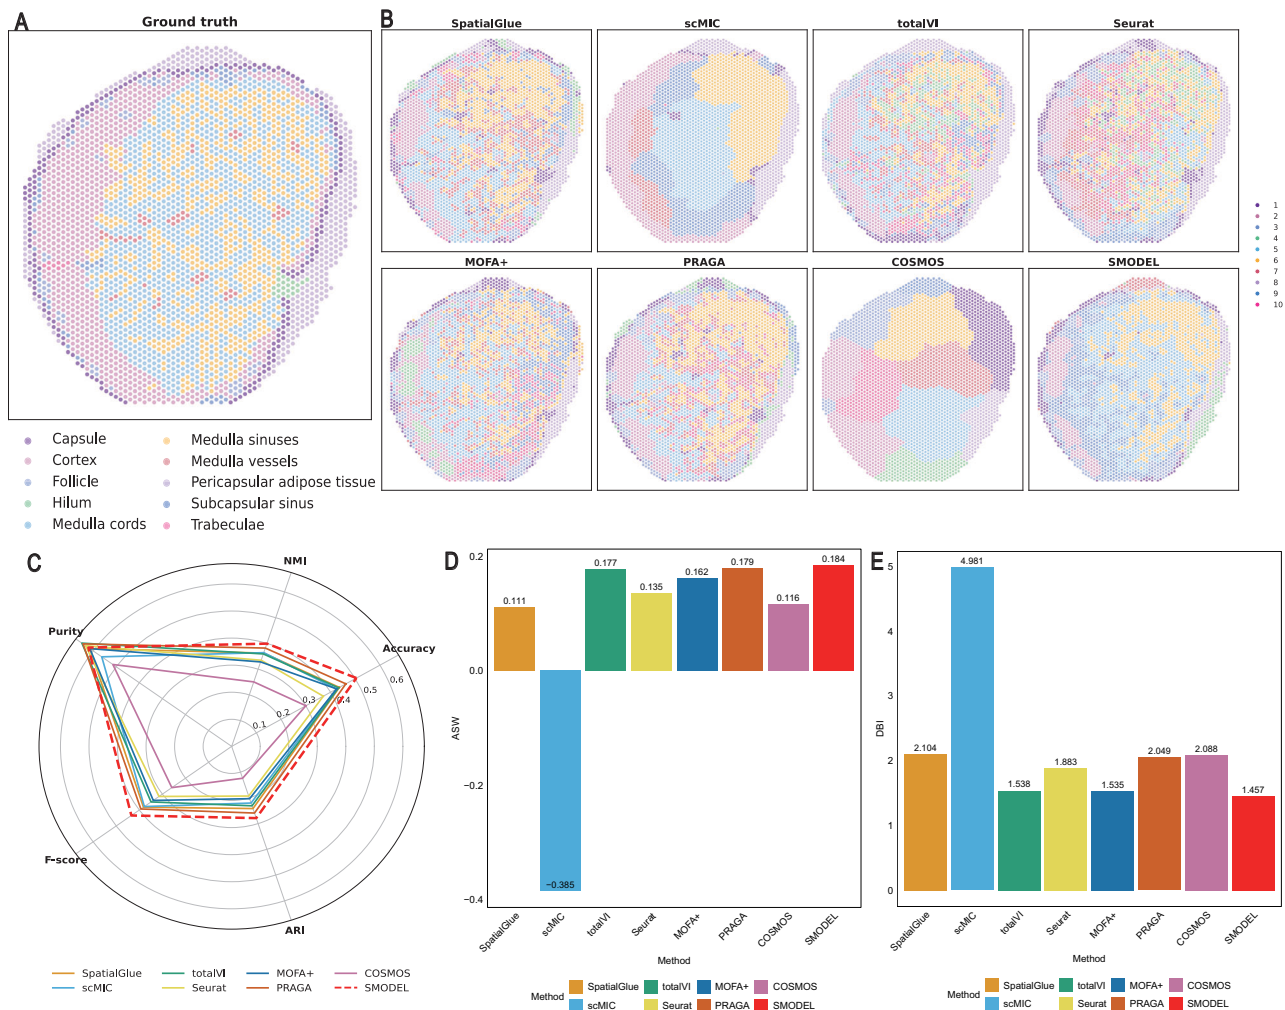 A
Ground truth
Capsule
Cortex
Follicle
Hilum
Medulla cords
Medulla sinuses
Medulla vessels
Pericapsular adipose tissue
Subcapsular sinus
Trabeculae
B
SpatialGlue
scMIC
totalVI
Seurat
MOFA+
PRAGA
COSMOS
SMODEL
1
2
3
4
5
6
7
8
9
10
C
NMI
Purity
Accuracy
F-score
ARI
0.1
0.2
0.3
0.4
0.5
0.6
SpatialGlue
scMIC
totalVI
Seurat
MOFA+
PRAGA
COSMOS
SMODEL
D
ASW
0.2
0.0
−0.2
−0.4
0.111
−0.385
0.177
0.135
0.162
0.179
0.116
0.184
SpatialGlue
scMIC
totalVI
Seurat
MOFA+
PRAGA
COSMOS
SMODEL
Method
Method
SpatialGlue
scMIC
totalVI
Seurat
MOFA+
PRAGA
COSMOS
SMODEL
E
DBI
5
4
3
2
1
0
2.104
4.981
1.538
1.883
1.535
2.049
2.088
1.457
SpatialGlue
scMIC
totalVI
Seurat
MOFA+
PRAGA
COSMOS
SMODEL
Method
Method
SpatialGlue
scMIC
totalVI
Seurat
MOFA+
PRAGA
COSMOS
SMODEL